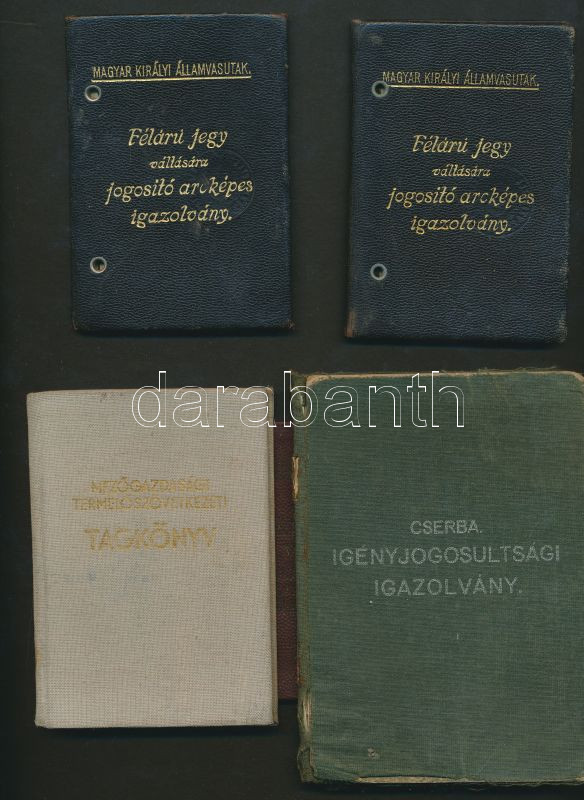 MAGYAR KIRÁLYI ÁLLAMVASUTAK.
Félárú jegy
váltására
jogosító arcképes
igazolvány.
MAGYAR KIRÁLYI ÁLLAMVASUTAK.
Félárú jegy
váltására
jogosító arcképes
igazolvány.
darabanth
MEZŐGAZDASÁGI
TERMELŐSZÖVETKEZETI
TAGKÖNYV
CSERBA.
IGÉNYJOGOSULTSÁGI
IGAZOLVÁNY.